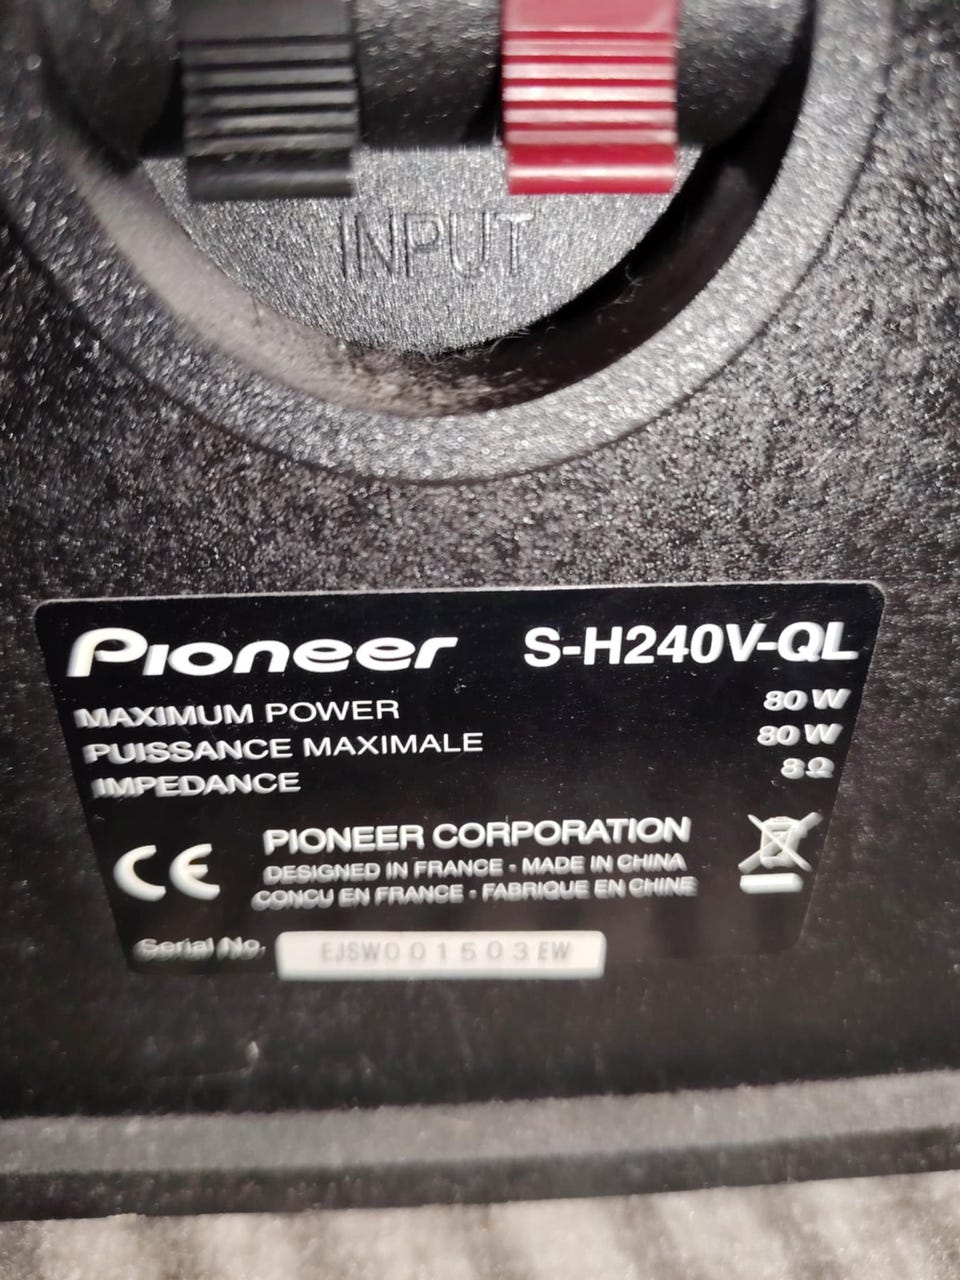 INPUT
Pioneer S-H240V-QL
MAXIMUM POWER 80 W
PUISSANCE MAXIMALE 80 W
IMPEDANCE 8Ω
CE PIONEER CORPORATION
DESIGNED IN FRANCE · MADE IN CHINA
CONÇU EN FRANCE · FABRIQUE EN CHINE
Serial No. EJSW001503EW